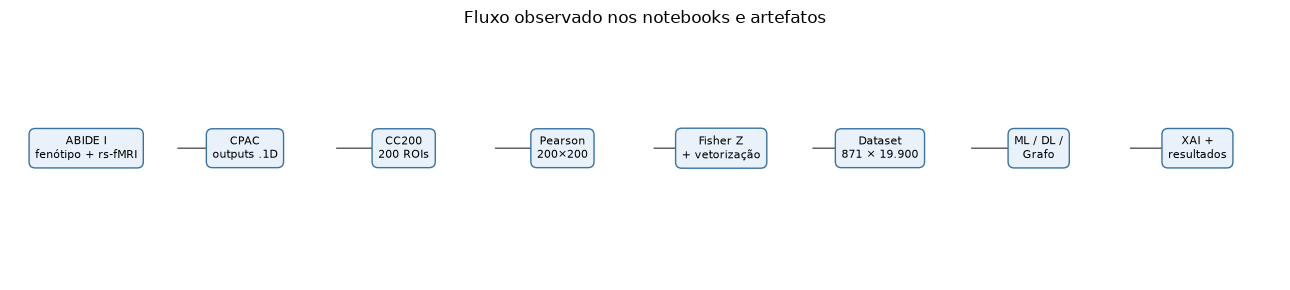 Fluxo observado nos notebooks e artefatos
ABIDE I
fenótipo + rs-fMRI
CPAC
outputs .1D
CC200
200 ROIs
Pearson
200×200
Fisher Z
+ vetorização
Dataset
871 × 19.900
ML / DL /
Grafo
XAI +
resultados